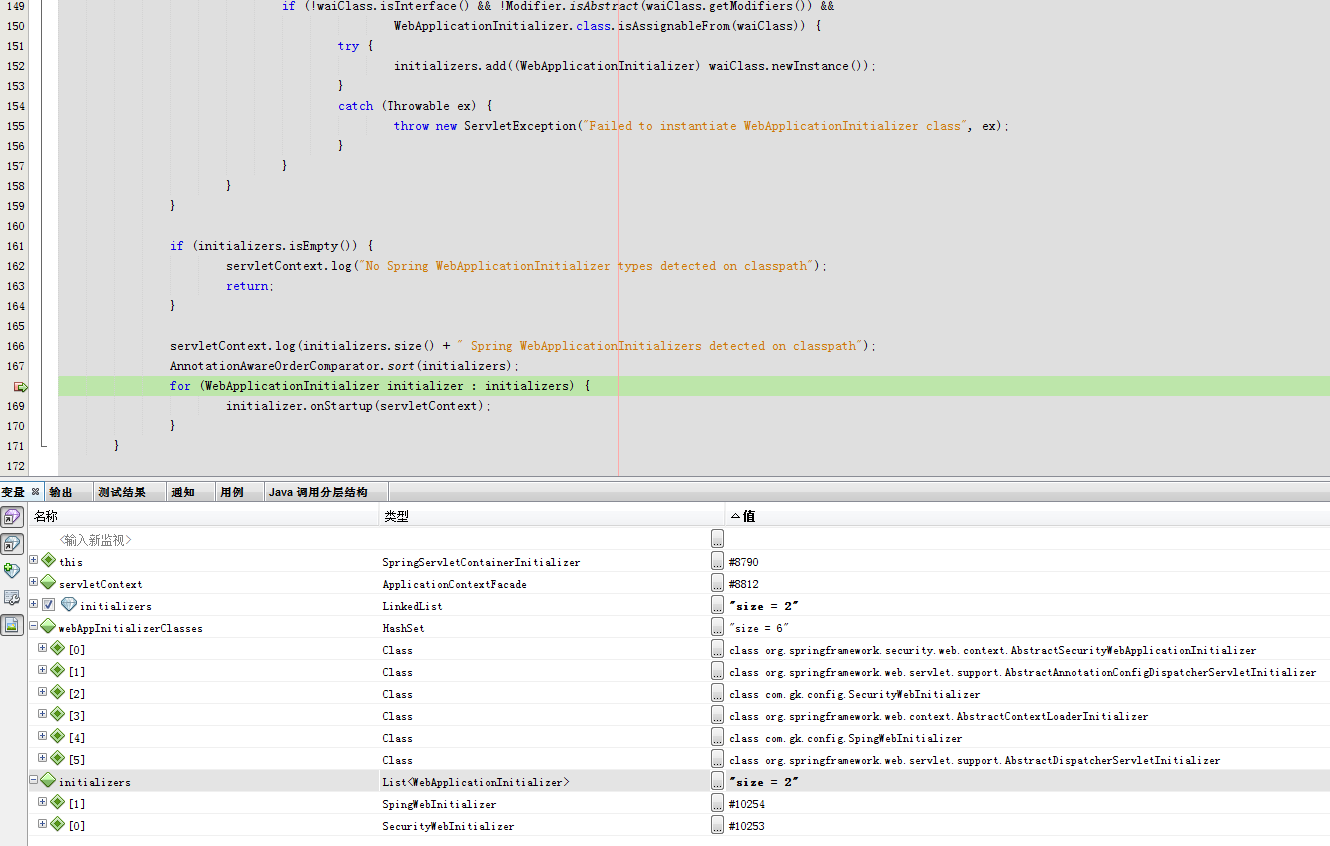 149 if (!waiClass.isInterface() && !Modifier.isAbstract(waiClass.getModifiers()) &&
150 WebApplicationInitializer.class.isAssignableFrom(waiClass)) {
151 try {
152 initializers.add((WebApplicationInitializer) waiClass.newInstance());
153 }
154 catch (Throwable ex) {
155 throw new ServletException("Failed to instantiate WebApplicationInitializer class", ex);
156 }
157 }
158 }
159 }
160
161 if (initializers.isEmpty()) {
162 servletContext.log("No Spring WebApplicationInitializer types detected on classpath");
163 return;
164 }
165
166 servletContext.log(initializers.size() + " Spring WebApplicationInitializers detected on classpath");
167 AnnotationAwareOrderComparator.sort(initializers);
for (WebApplicationInitializer initializer : initializers) {
169 initializer.onStartup(servletContext);
170 }
171 }
172
变量 输出 测试结果 通知 用例 Java 调用分层结构
名称 类型 值
<输入新监视> ...
this SpringServletContainerInitializer ... #8790
servletContext ApplicationContextFacade ... #8812
initializers LinkedList ... "size = 2"
webAppInitializerClasses HashSet ... "size = 6"
[0] Class ... class org.springframework.security.web.context.AbstractSecurityWebApplicationInitializer
[1] Class ... class org.springframework.web.servlet.support.AbstractAnnotationConfigDispatcherServletInitializer
[2] Class ... class com.gk.config.SecurityWebInitializer
[3] Class ... class org.springframework.web.context.AbstractContextLoaderInitializer
[4] Class ... class com.gk.config.SpingWebInitializer
[5] Class ... class org.springframework.web.servlet.support.AbstractDispatcherServletInitializer
initializers List<WebApplicationInitializer> ... "size = 2"
[1] SpingWebInitializer ... #10254
[0] SecurityWebInitializer ... #10253